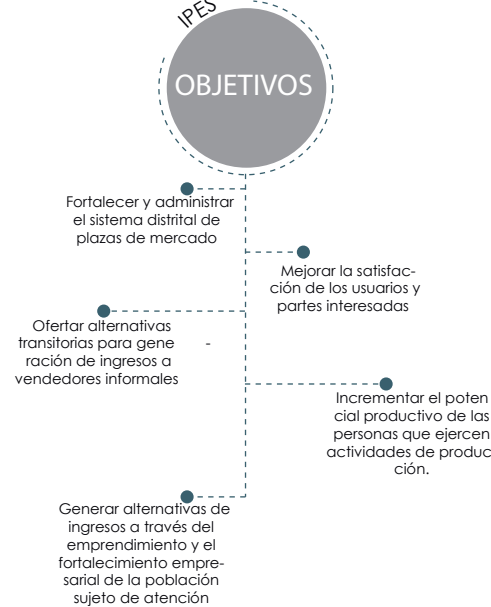 IPES
OBJETIVOS
Fortalecer y administrar
el sistema distrital de
plazas de mercado
Mejorar la satisfac-
ción de los usuarios y
partes interesadas
Ofertar alternativas
transitorias para gene -
ración de ingresos a
vendedores informales
Incrementar el poten
cial productivo de las
personas que ejercen
actividades de produc
ción.
Generar alternativas de
ingresos a través del
emprendimiento y el
fortalecimiento empre-
sarial de la población
sujeto de atención